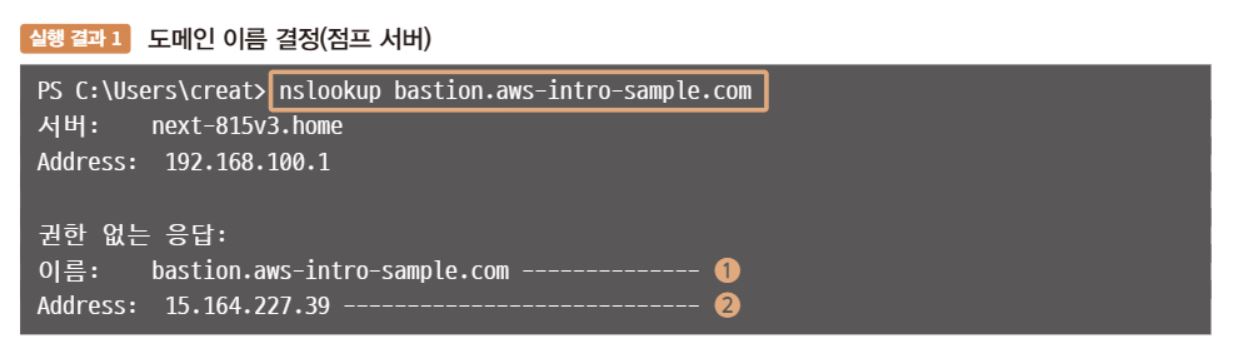 실행 결과 1 도메인 이름 결정(점프 서버)
PS C:\Users\creat> nslookup bastion.aws-intro-sample.com
서버: next-815v3.home
Address: 192.168.100.1
권한 없는 응답:
이름: bastion.aws-intro-sample.com -------------- ❶
Address: 15.164.227.39 ---------------------------- ❷